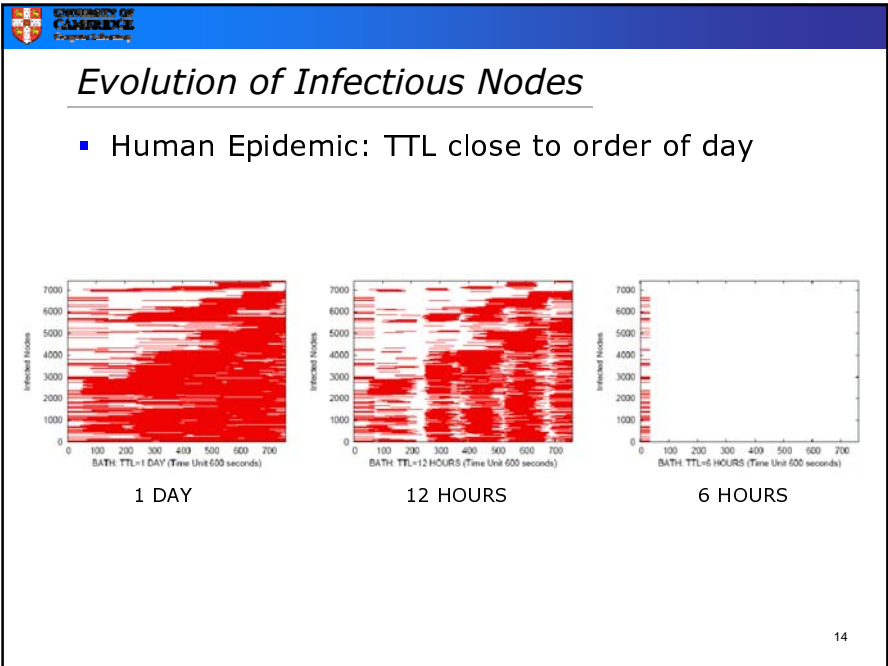 UNIVERSITY OF
CAMBRIDGE
Computer Laboratory
Evolution of Infectious Nodes
Human Epidemic: TTL close to order of day
Infected Nodes
7000
6000
5000
4000
3000
2000
1000
0
0 100 200 300 400 500 600 700
BATH: TTL=1 DAY (Time Unit 600 seconds)
1 DAY
Infected Nodes
7000
6000
5000
4000
3000
2000
1000
0
0 100 200 300 400 500 600 700
BATH: TTL=12 HOURS (Time Unit 600 seconds)
12 HOURS
Infected Nodes
7000
6000
5000
4000
3000
2000
1000
0
0 100 200 300 400 500 600 700
BATH: TTL=6 HOURS (Time Unit 600 seconds)
6 HOURS
14